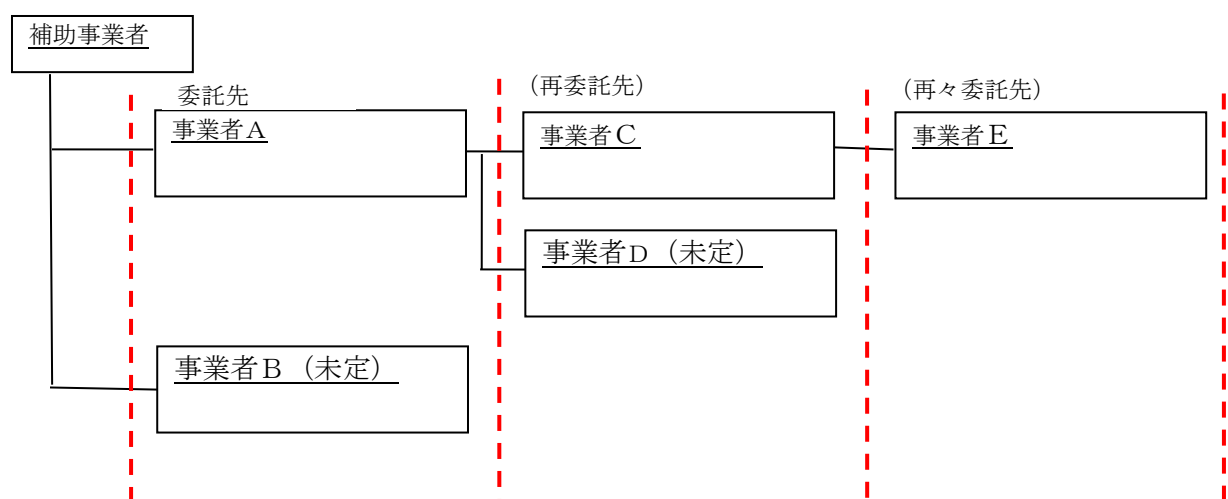 補助事業者
委託先
事業者A
(再委託先)
事業者C
(再々委託先)
事業者E
事業者D（未定）
事業者B（未定）